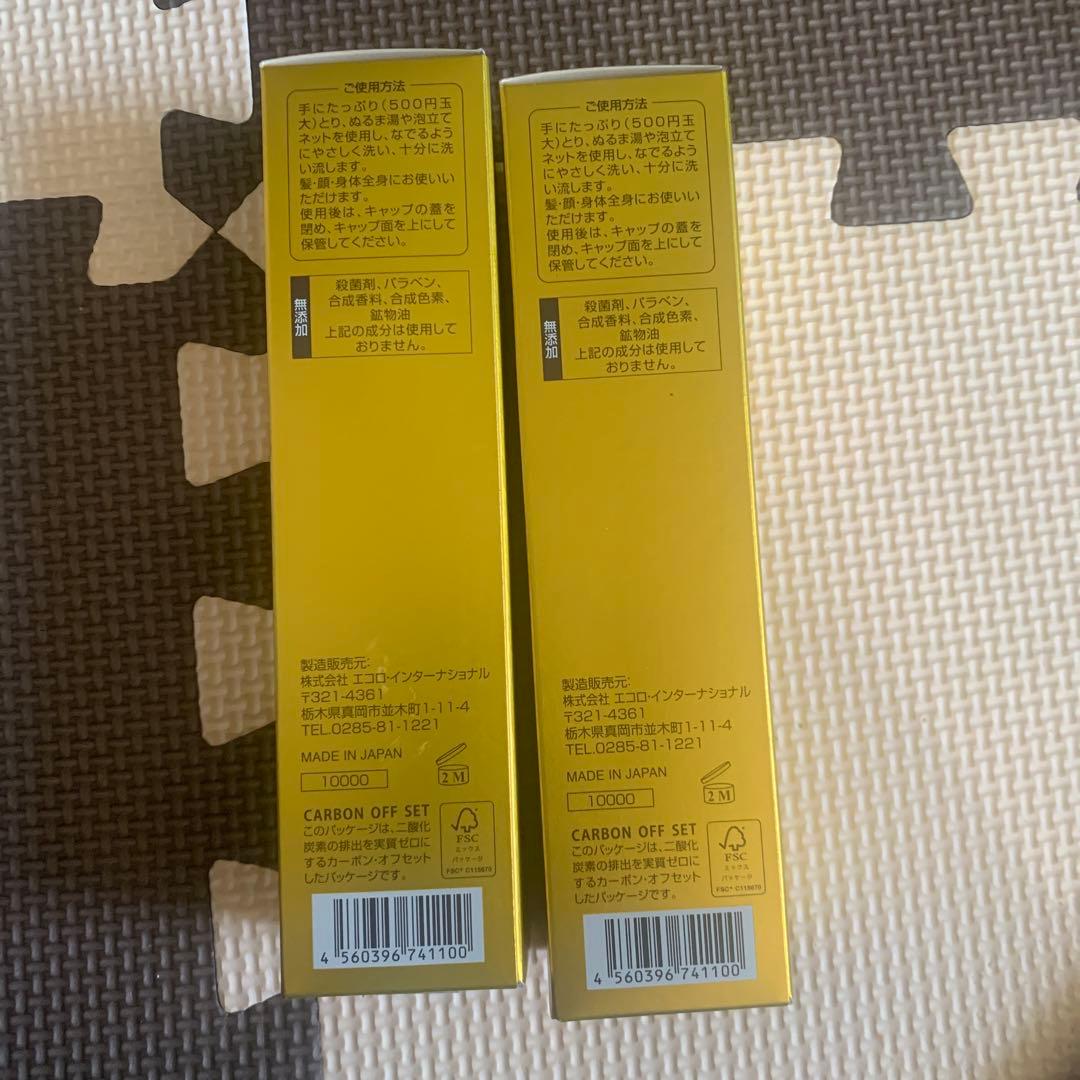 ご使用方法
手にたっぷり(500円玉
大)とり、ぬるま湯や泡立て
ネットを使用し、なでるよう
にやさしく洗い、十分に洗
い流します。
髪・顔・身体全身にお使いい
ただけます。
使用後は、キャップの蓋を
閉め、キャップ面を上にして
保管してください。
無添加
殺菌剤、パラベン、
合成香料、合成色素、
鉱物油
上記の成分は使用して
おりません。
製造販売元:
株式会社 エコロ・インターナショナル
〒321-4361
栃木県真岡市並木町1-11-4
TEL.0285-81-1221
MADE IN JAPAN
2 M
10000
CARBON OFF SET
このパッケージは、二酸化
炭素の排出を実質ゼロに
するカーボン・オフセット
したパッケージです。
FSC
ミックス
パッケージ
FSC® C115670
4 560396 741100
ご使用方法
手にたっぷり(500円玉
大)とり、ぬるま湯や泡立て
ネットを使用し、なでるよう
にやさしく洗い、十分に洗
い流します。
髪・顔・身体全身にお使いい
ただけます。
使用後は、キャップの蓋を
閉め、キャップ面を上にして
保管してください。
無添加
殺菌剤、パラベン、
合成香料、合成色素、
鉱物油
上記の成分は使用して
おりません。
製造販売元:
株式会社 エコロ・インターナショナル
〒321-4361
栃木県真岡市並木町1-11-4
TEL.0285-81-1221
MADE IN JAPAN
2 M
10000
CARBON OFF SET
このパッケージは、二酸化
炭素の排出を実質ゼロに
するカーボン・オフセット
したパッケージです。
FSC
ミックス
パッケージ
FSC® C115670
4 560396 741100